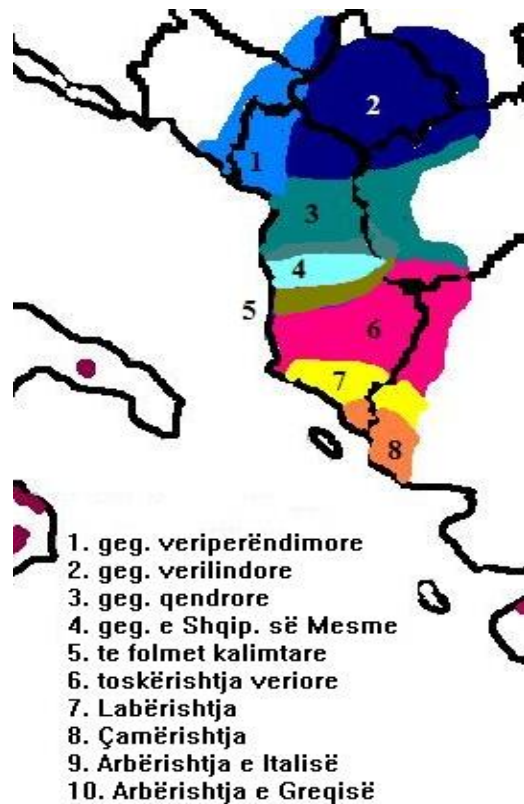 2
1
3
4
5
6
7
8
1. geg. veriperëndimore
2. geg. verilindore
3. geg. qendrore
4. geg. e Shqip. së Mesme
5. te folmet kalimtare
6. toskërishtja veriore
7. Labërishtja
8. Çamërishtja
9. Arbërishtja e Italisë
10. Arbërishtja e Greqisë